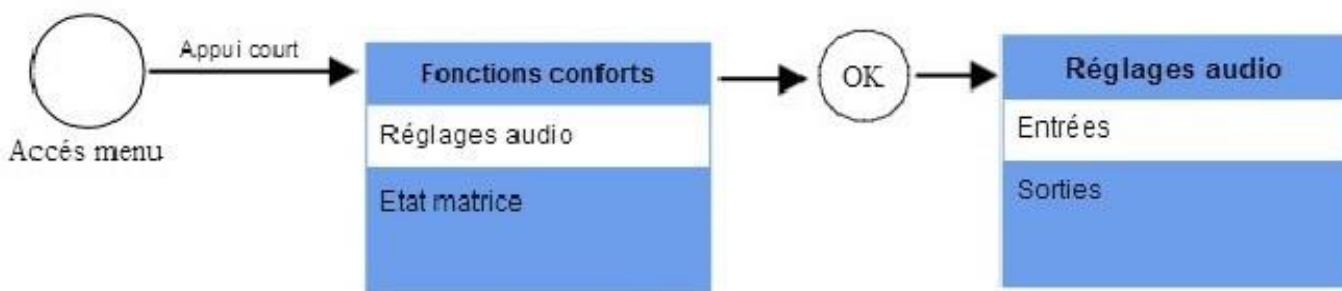 Appui court
Accés menu
Fonctions conforts
Réglages audio
Etat matrice
OK
Réglages audio
Entrées
Sorties